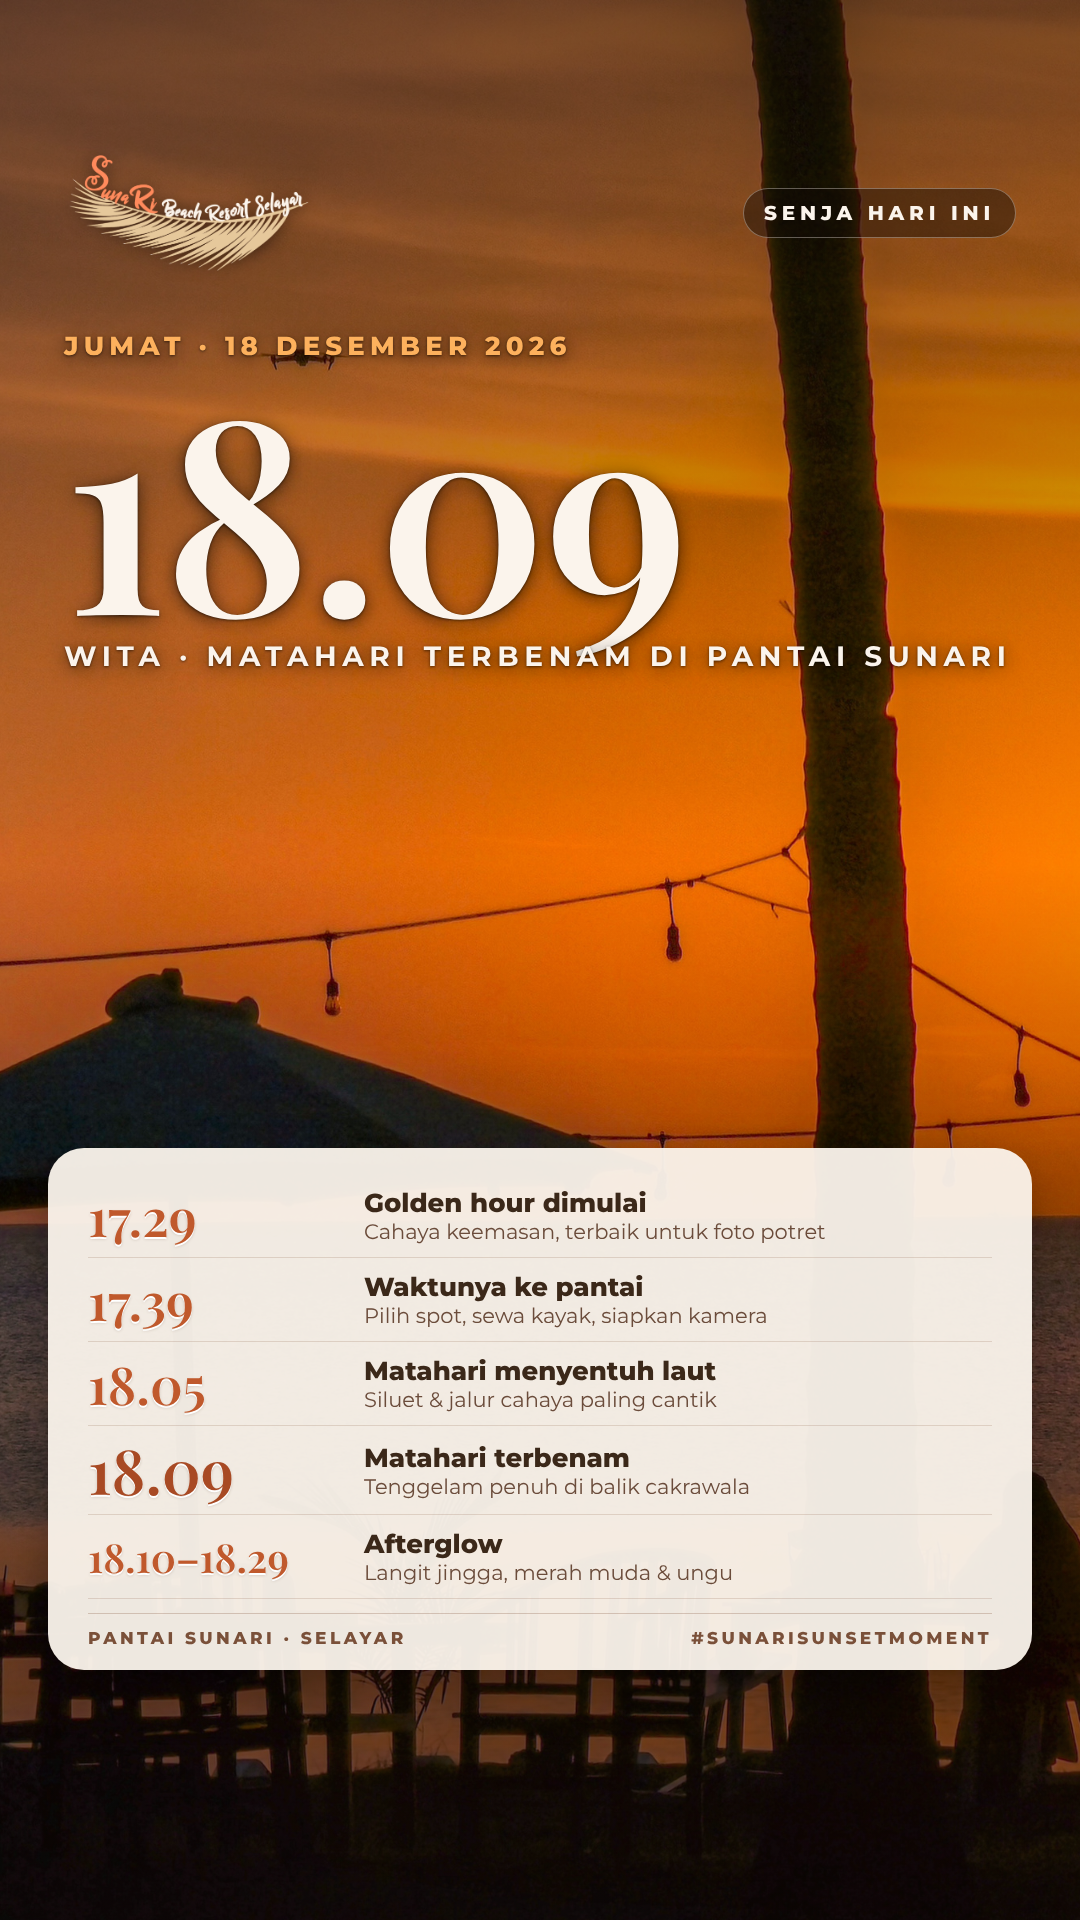 SunaRi Beach Resort Selayar
SENJA HARI INI
JUMAT · 18 DESEMBER 2026
18.09
WITA · MATAHARI TERBENAM DI PANTAI SUNARI
17.29
Golden hour dimulai
Cahaya keemasan, terbaik untuk foto potret
17.39
Waktunya ke pantai
Pilih spot, sewa kayak, siapkan kamera
18.05
Matahari menyentuh laut
Siluet & jalur cahaya paling cantik
18.09
Matahari terbenam
Tenggelam penuh di balik cakrawala
18.10–18.29
Afterglow
Langit jingga, merah muda & ungu
PANTAI SUNARI · SELAYAR
#SUNARISUNSETMOMENT